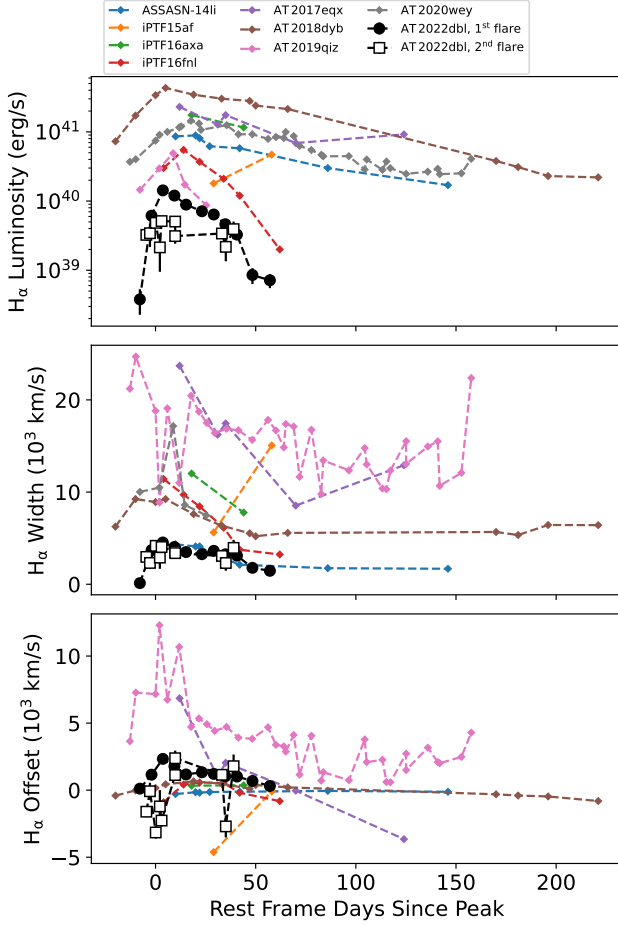 ASSASN-14li
iPTF15af
iPTF16axa
iPTF16fnl
AT2017eqx
AT2018dyb
AT2019qiz
AT2020wey
AT2022dbl, 1st flare
AT2022dbl, 2nd flare
Hα Luminosity (erg/s)
10^41
10^40
10^39
Hα Width (10^3 km/s)
20
10
0
Hα Offset (10^3 km/s)
10
5
0
−5
0 50 100 150 200
Rest Frame Days Since Peak